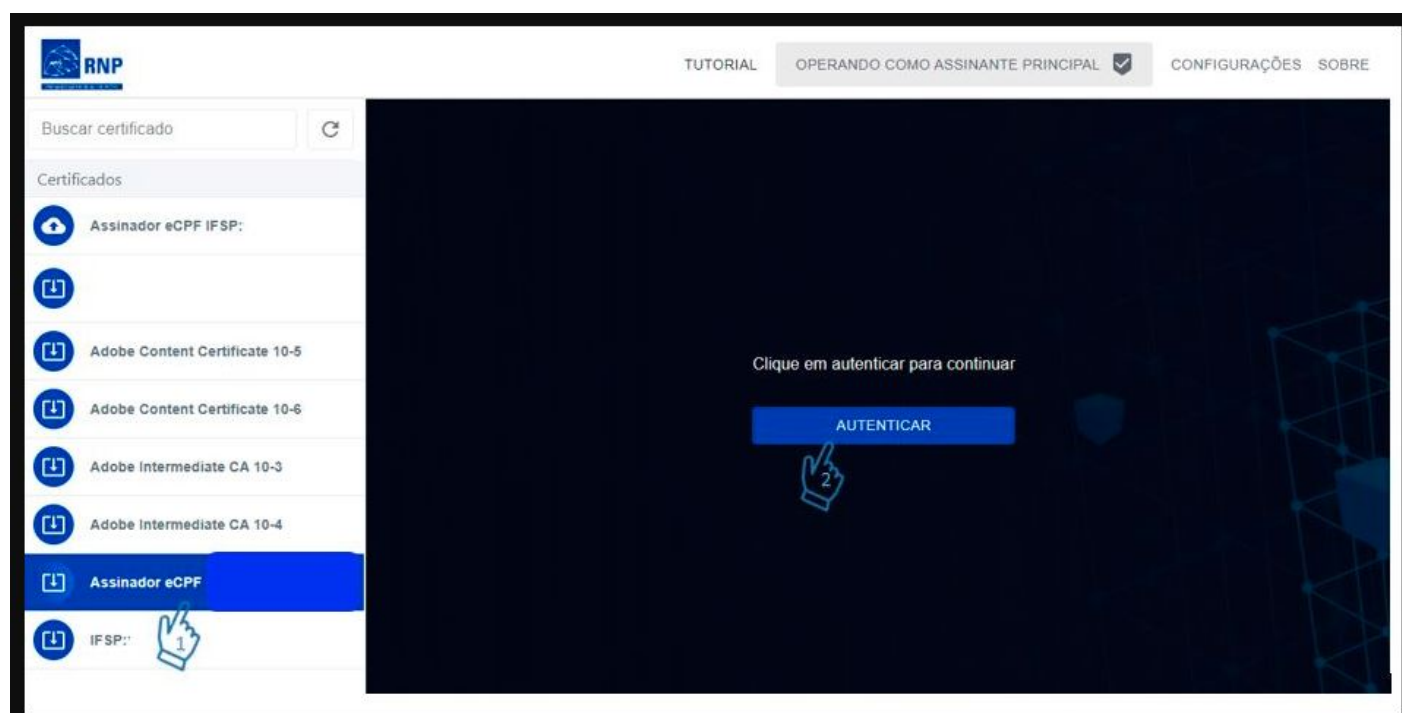 RNP
TUTORIAL
OPERANDO COMO ASSINANTE PRINCIPAL
CONFIGURAÇÕES
SOBRE
Buscar certificado
Certificados
Assinador eCPF IFSP:
Adobe Content Certificate 10-5
Adobe Content Certificate 10-6
Adobe Intermediate CA 10-3
Adobe Intermediate CA 10-4
Assinador eCPF
1
IFSP:
Clique em autenticar para continuar
AUTENTICAR
2